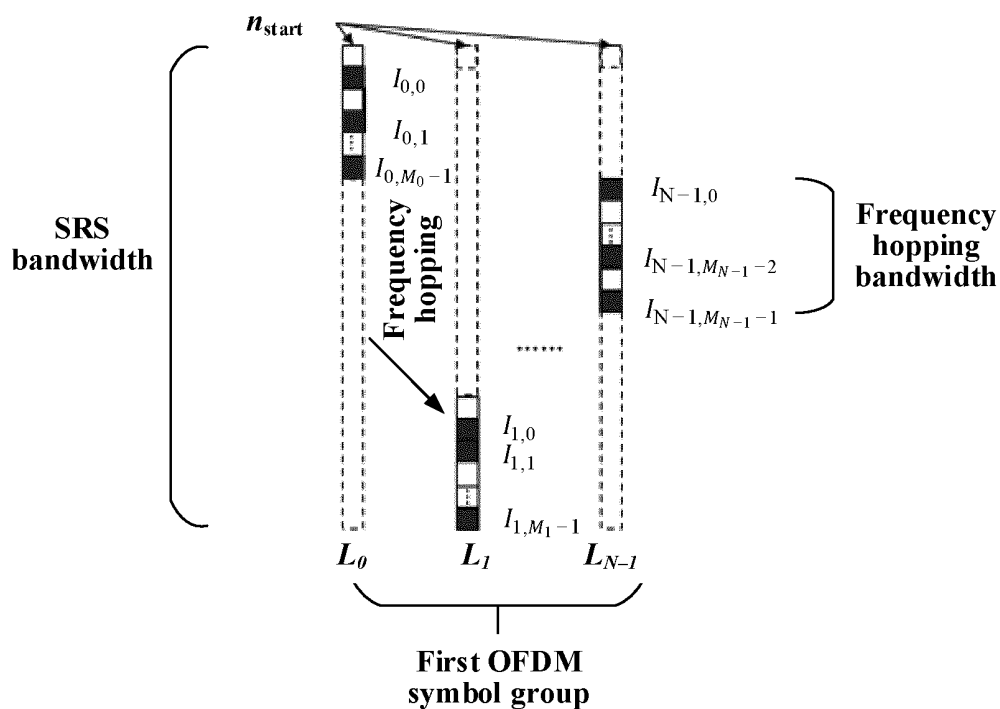 n_start
I_{0,0}
I_{0,1}
I_{0,M_0−1}
SRS
bandwidth
Frequency
hopping
I_{N−1,0}
I_{N−1,M_{N−1}−2}
I_{N−1,M_{N−1}−1}
Frequency
hopping
bandwidth
......
I_{1,0}
I_{1,1}
I_{1,M_1−1}
L_0 L_1 L_{N−1}
First OFDM
symbol group